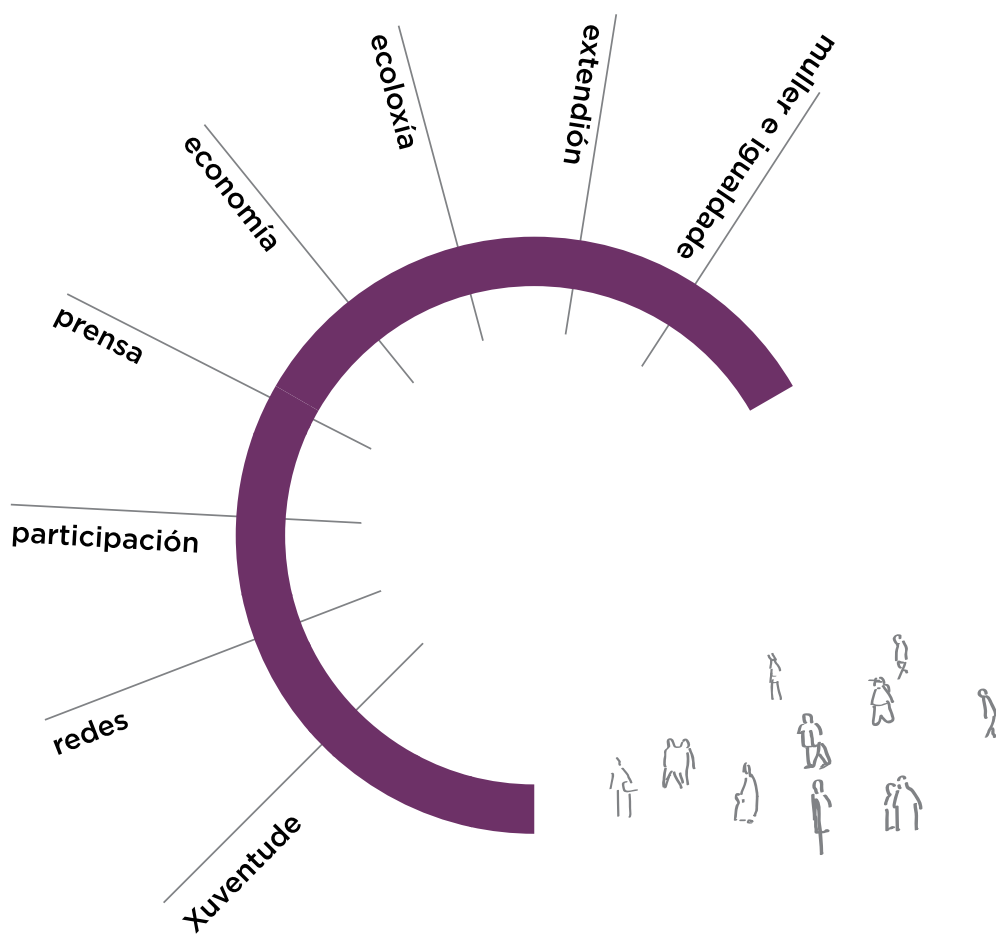 muller e igualdade
extendión
ecoloxía
economía
prensa
participación
redes
Xuventude